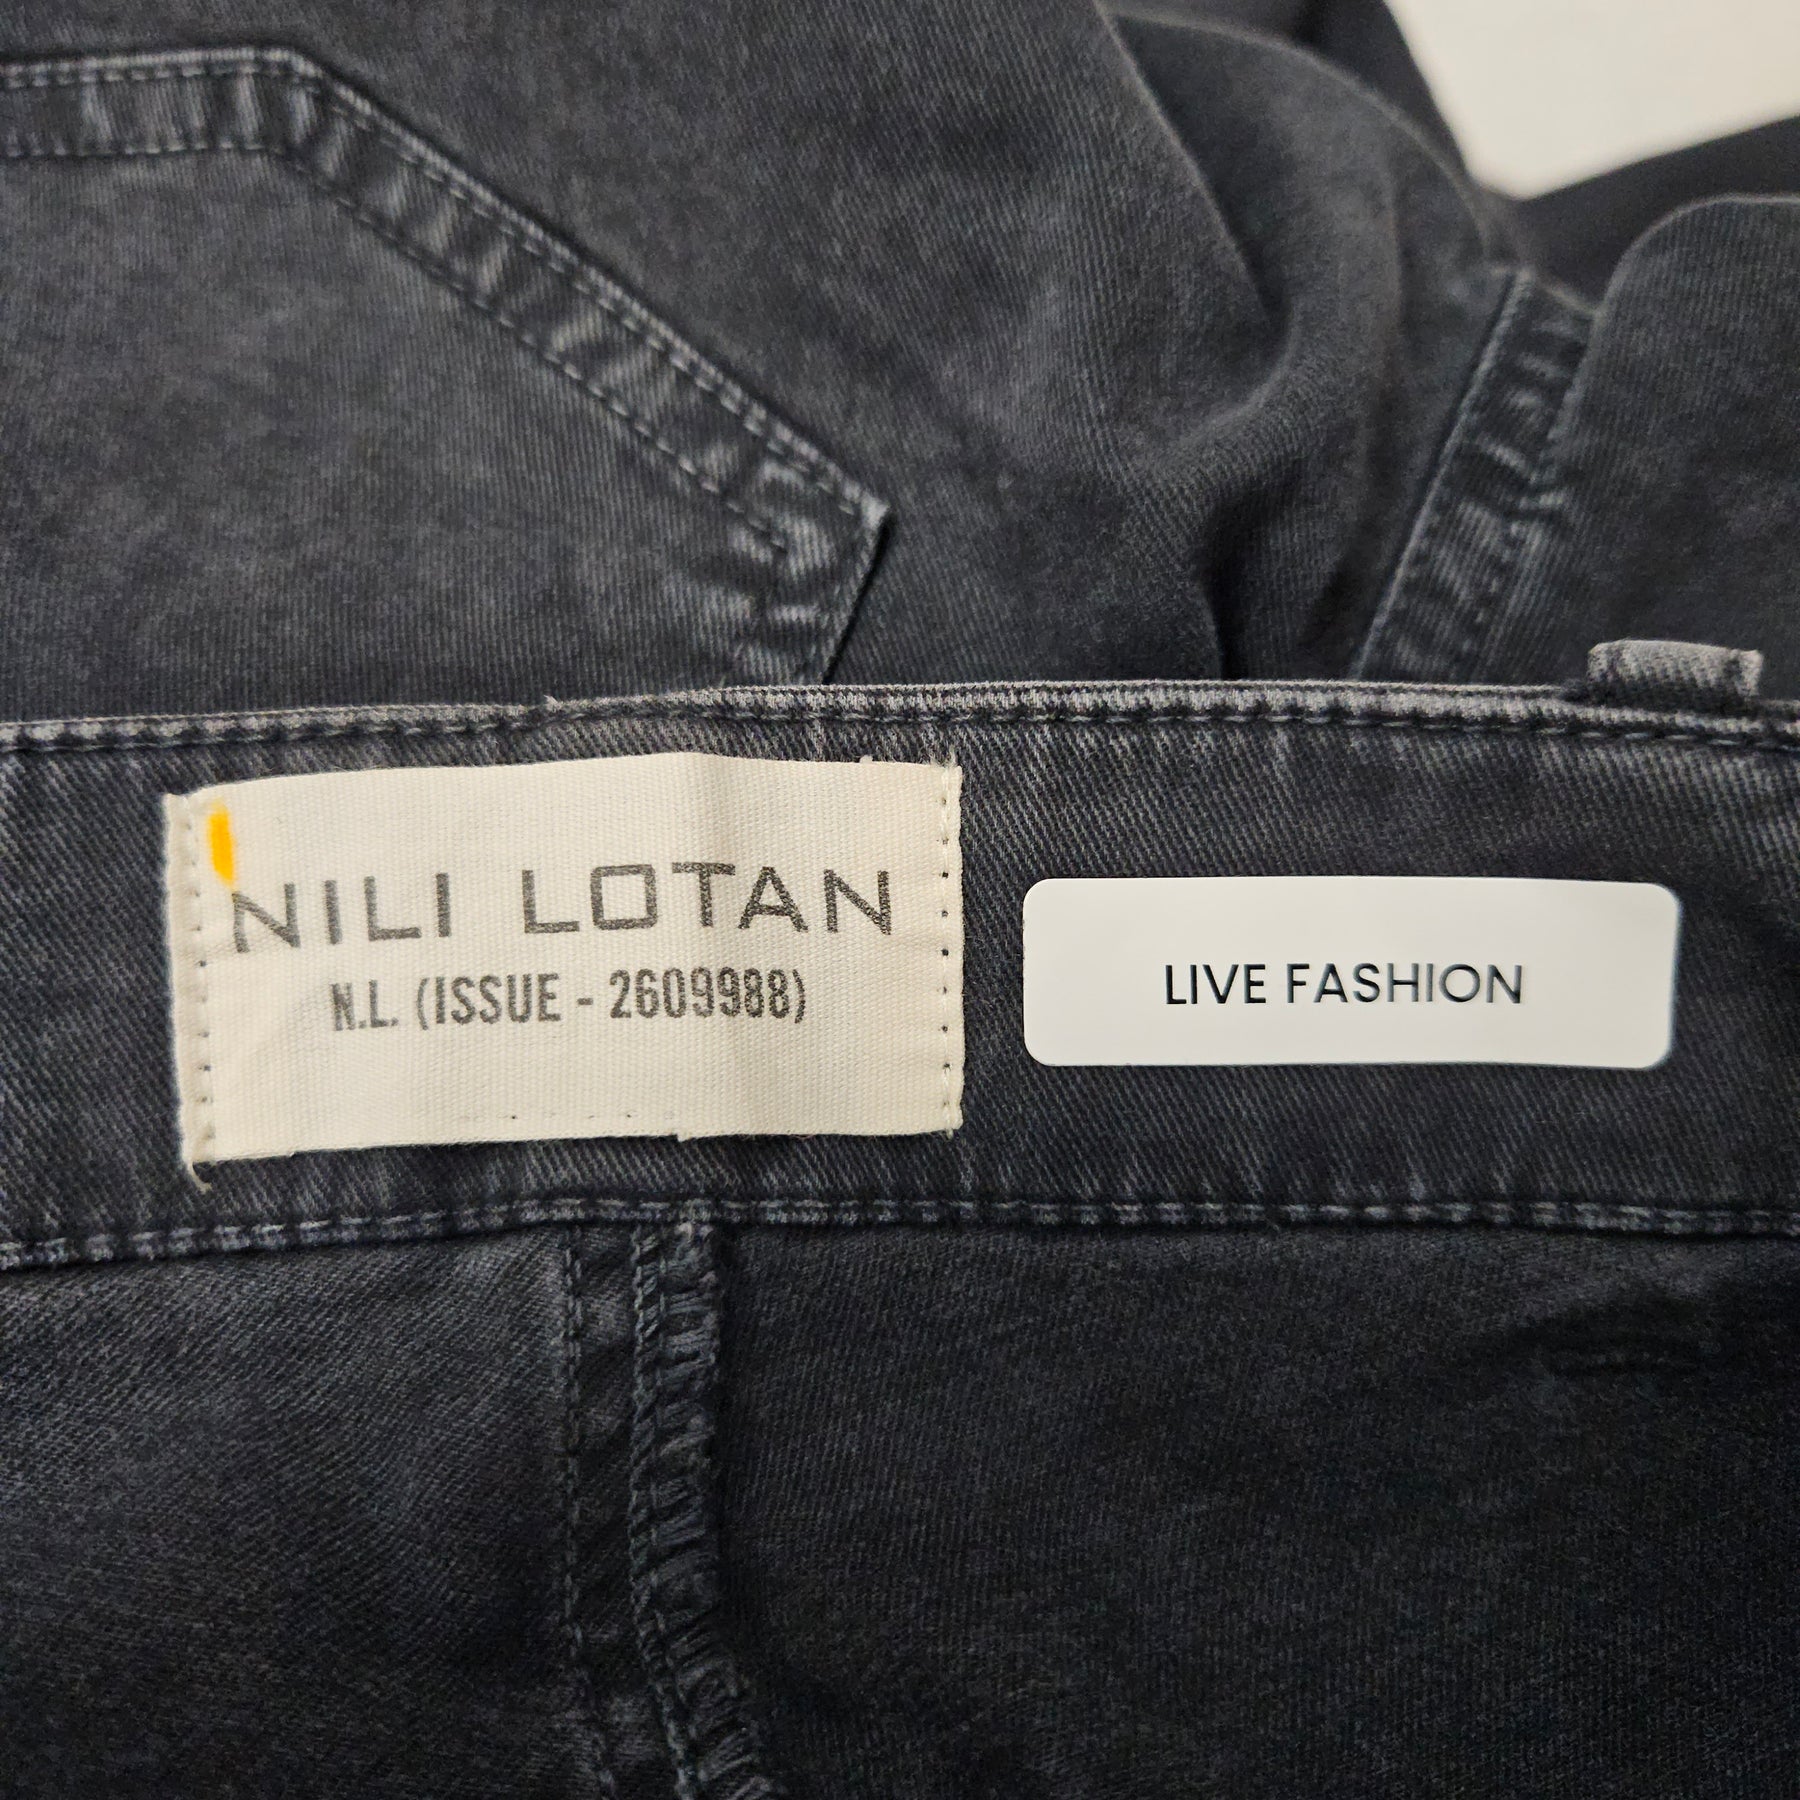 NILI LOTAN
N.L. (ISSUE - 2609988)
LIVE FASHION